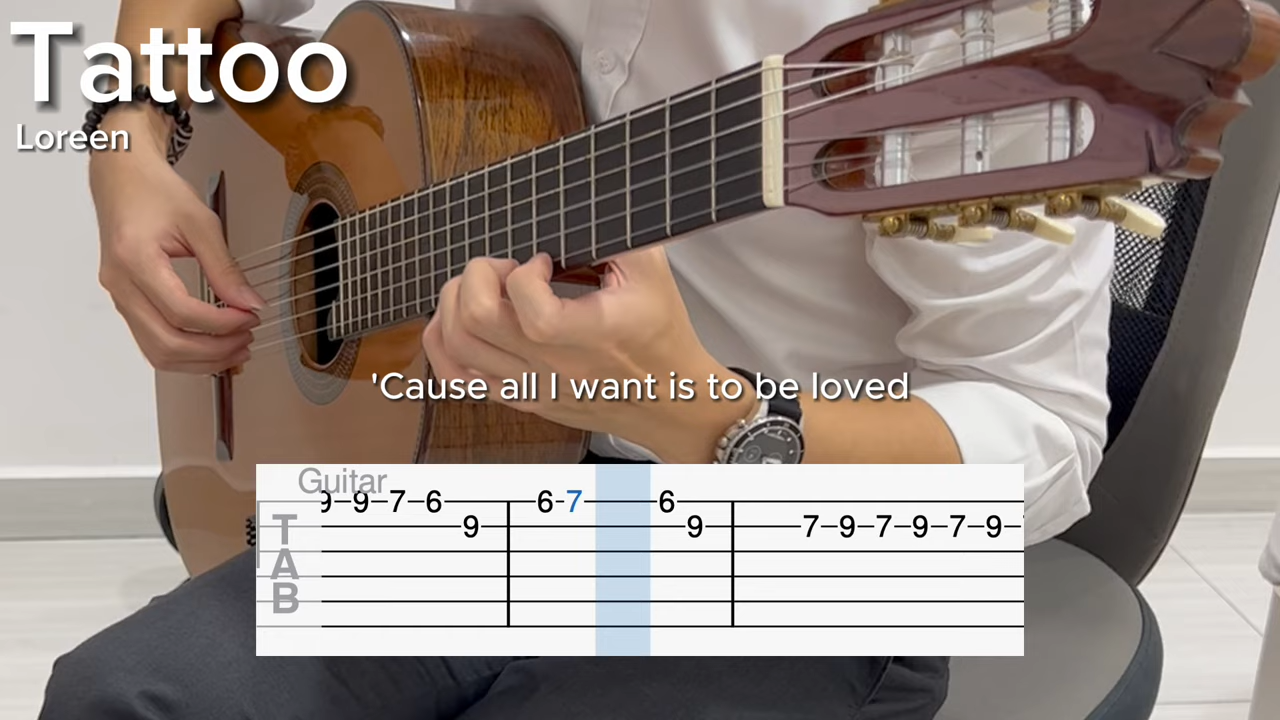 Tattoo
Loreen
'Cause all I want is to be loved
Guitar
9 9 7 6 6 7 6
T 9 9 7 9 7 9 7 9
A
B